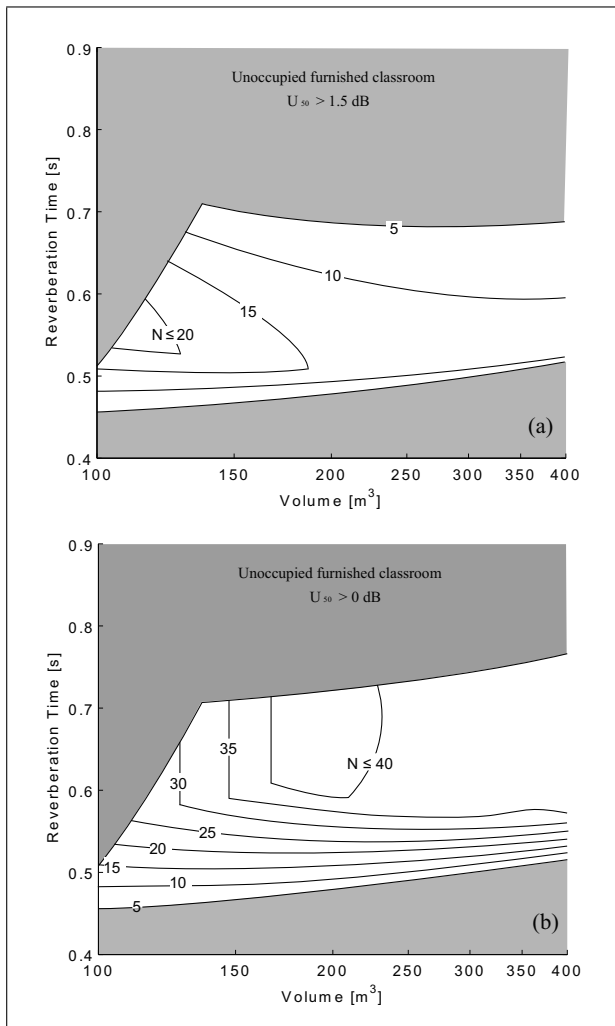 0.9
Unoccupied furnished classroom
U 50 > 1.5 dB
0.8
Reverberation Time [s]
0.7
5
10
0.6
15
N ≤ 20
0.5
(a)
0.4
100 150 200 250 300 350 400
Volume [m³]
0.9
Unoccupied furnished classroom
U 50 > 0 dB
0.8
Reverberation Time [s]
0.7
35
N ≤ 40
30
0.6
25
20
15
0.5
10
5
(b)
0.4
100 150 200 250 300 350 400
Volume [m³]